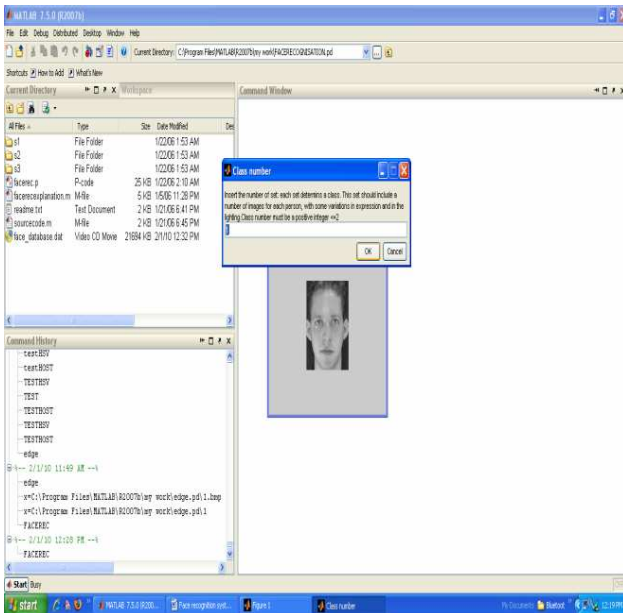 MATLAB 7.5.0 (R2007b)
File Edit Debug Distributed Desktop Window Help
Current Directory: C:\Program Files\MATLAB\R2007b\my work\FACERECOGNISATION.pd
Shortcuts How to Add What's New
Current Directory Workspace
All Files Type Size Date Modified Des
s1 File Folder 1/22/06 1:53 AM
s2 File Folder 1/22/06 1:53 AM
s3 File Folder 1/22/06 1:53 AM
facerec.p P-code 25 KB 1/22/06 2:10 AM
facerecexplanation.m M-file 5 KB 1/5/06 11:28 PM
readme.txt Text Document 2 KB 1/21/06 6:41 PM
sourcecode.m M-file 2 KB 1/21/06 6:45 PM
face_database.dat Video CD Movie 21694 KB 2/1/10 12:32 PM
Command History
testHSV
testHOST
TESTHSV
TEST
TESTHOST
TESTHSV
TESTHOST
edge
%-- 2/1/10 11:49 AM --%
edge
x=C:\Program Files\MATLAB\R2007b\my work\edge.pd\1.bmp
x=C:\Program Files\MATLAB\R2007b\my work\edge.pd\1
FACEREC
%-- 2/1/10 12:28 PM --%
FACEREC
Command Window
Class number
Insert the number of set: each set determins a class. This set should include a
number of images for each person, with some variations in expression and in the
lighting.Class number must be a positive integer <=2
OK Cancel
Start Busy
start MATLAB 7.5.0 (R200... Face recognition syst... Figure 1 Class number My Documents Bluetoot 12:19 PM